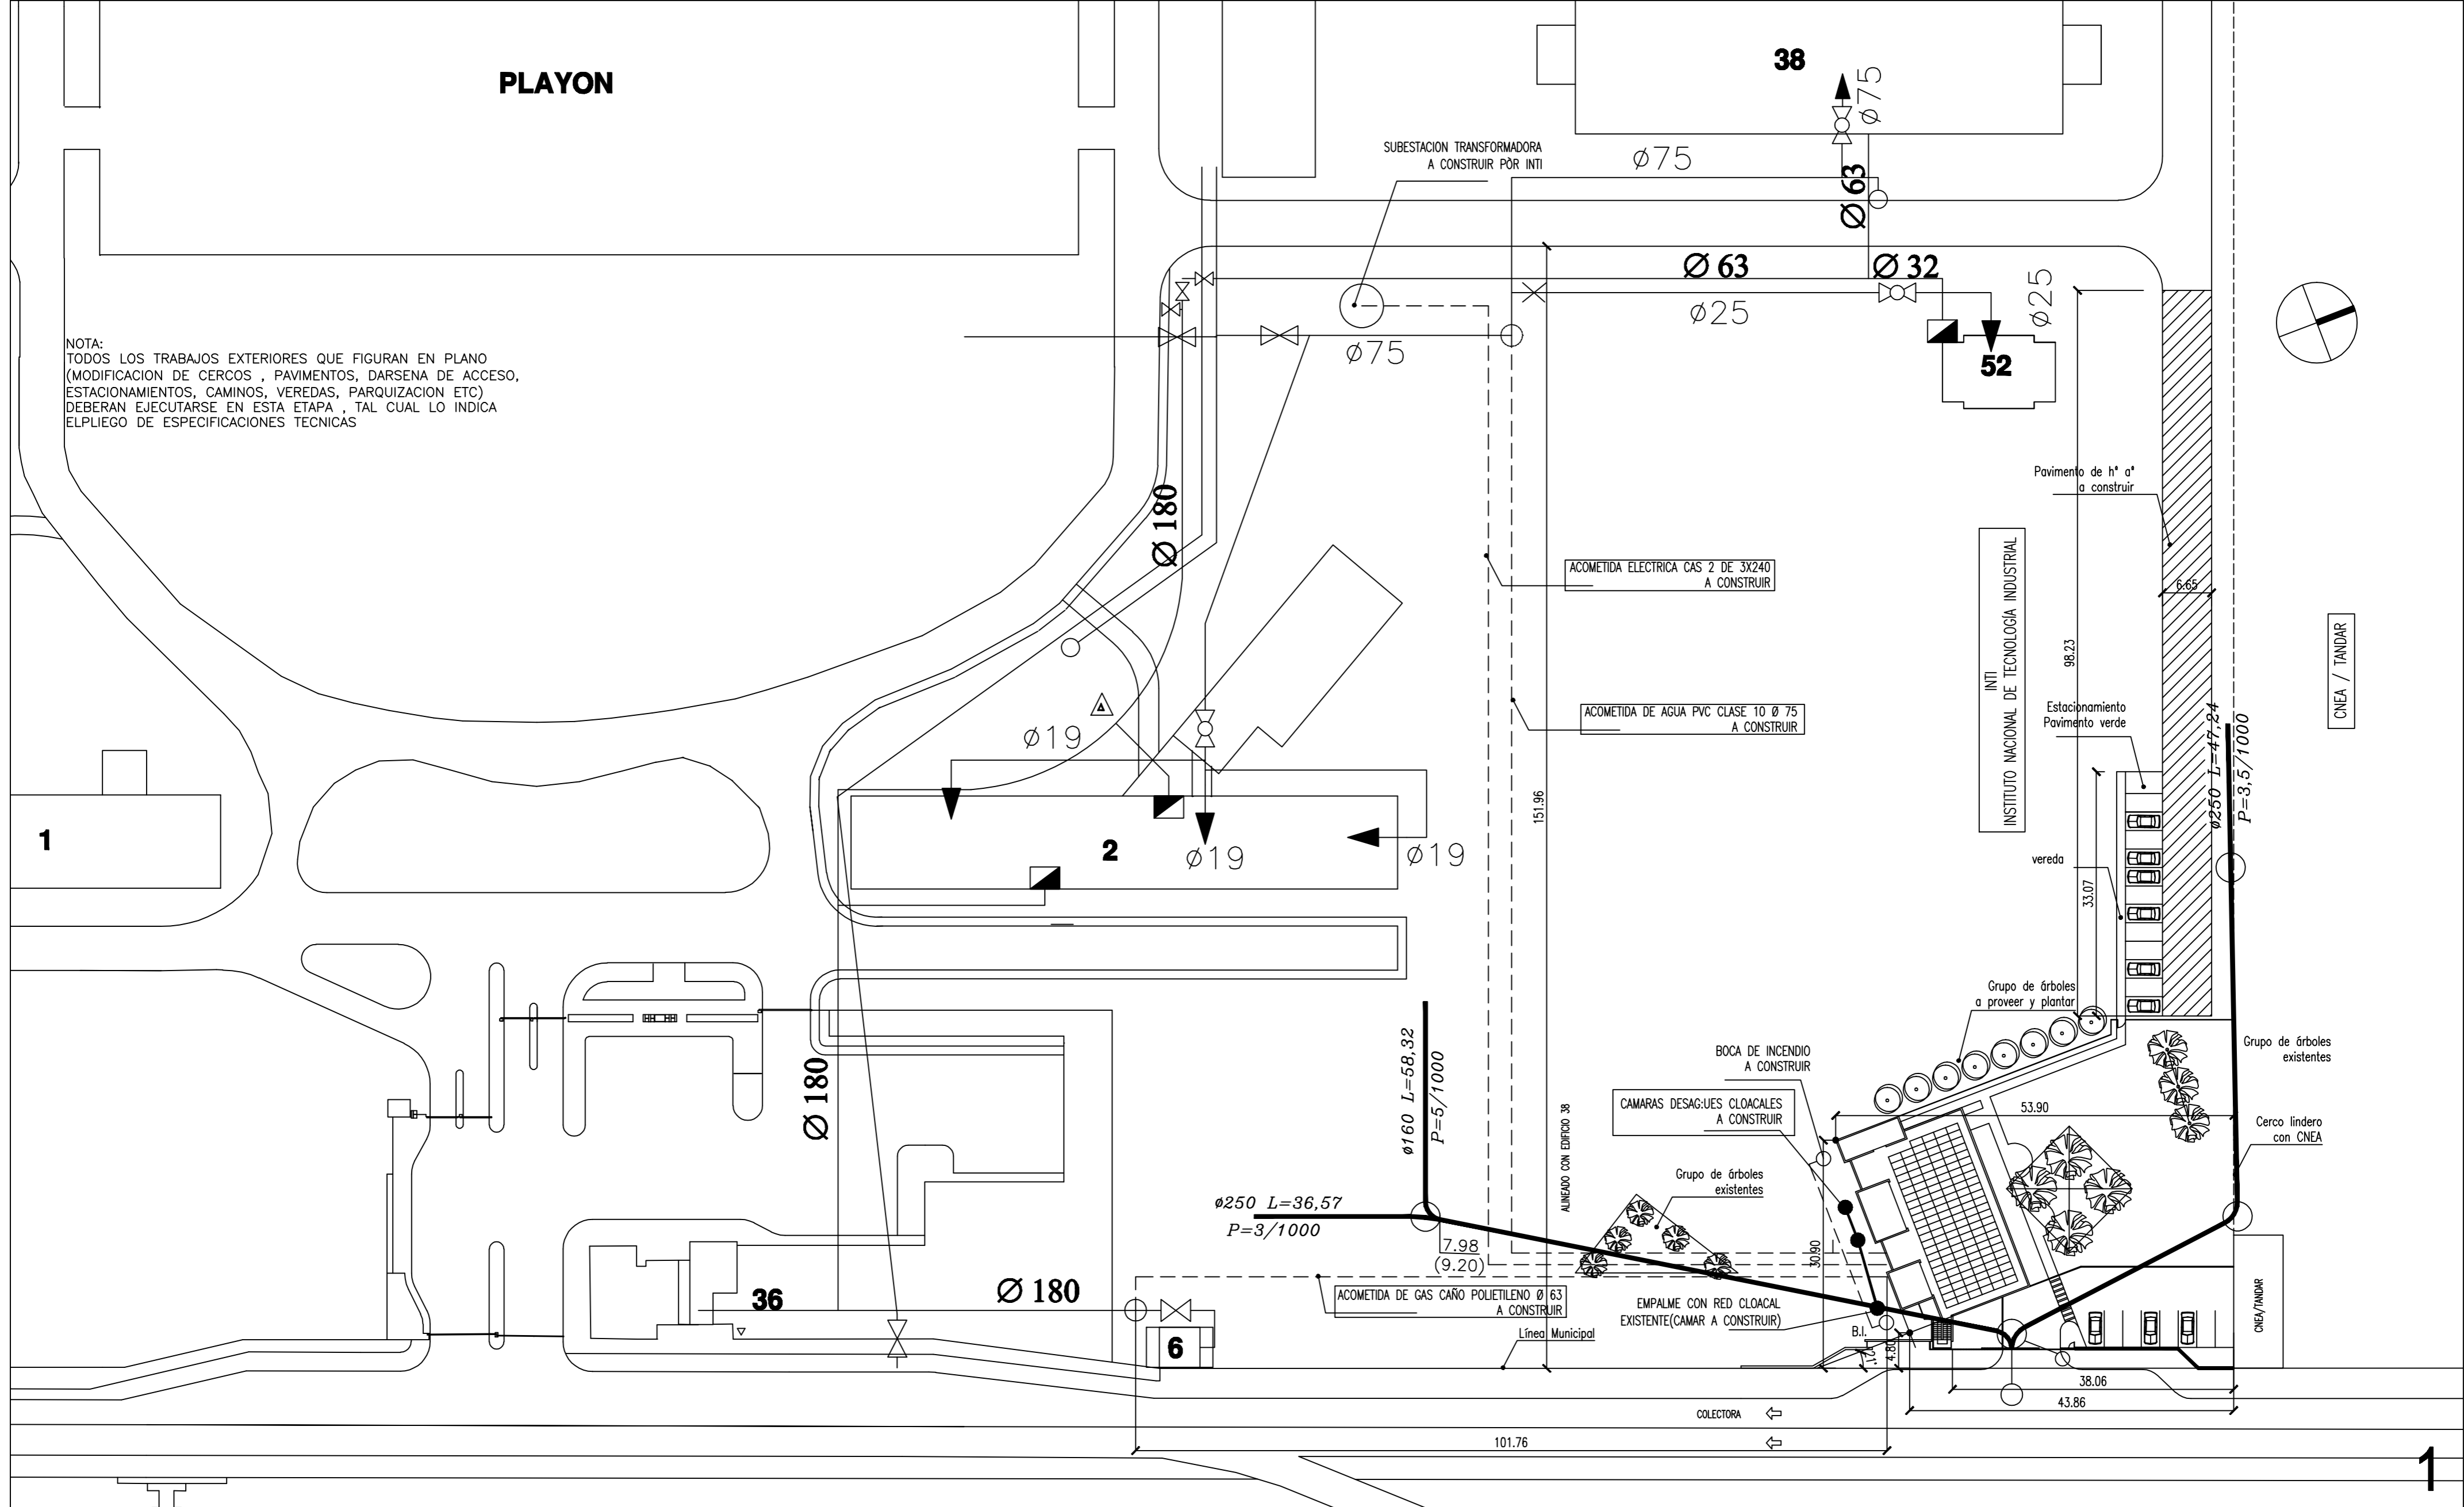 PLAYON
38
Ø75
SUBESTACION TRANSFORMADORA
A CONSTRUIR PÒR INTI
Ø75
Ø 63
Ø 63
Ø 32
Ø25
Ø25
Ø75
52
NOTA:
TODOS LOS TRABAJOS EXTERIORES QUE FIGURAN EN PLANO
(MODIFICACION DE CERCOS , PAVIMENTOS, DARSENA DE ACCESO,
ESTACIONAMIENTOS, CAMINOS, VEREDAS, PARQUIZACION ETC)
DEBERAN EJECUTARSE EN ESTA ETAPA , TAL CUAL LO INDICA
ELPLIEGO DE ESPECIFICACIONES TECNICAS
Ø 180
Pavimento de hª aª
a construir
ACOMETIDA ELECTRICA CAS 2 DE 3X240
A CONSTRUIR
INTI
INSTITUTO NACIONAL DE TECNOLOGÍA INDUSTRIAL
6.65
98.23
CNEA / TANDAR
ACOMETIDA DE AGUA PVC CLASE 10 Ø 75
A CONSTRUIR
Estacionamiento
Pavimento verde
ø250 L=47,24
P=3,5/1000
Ø19
151.96
1
2
Ø19
Ø19
vereda
33.07
Grupo de árboles
a proveer y plantar
Grupo de árboles
existentes
BOCA DE INCENDIO
A CONSTRUIR
CAMARAS DESAG:UES CLOACALES
A CONSTRUIR
53.90
Cerco lindero
con CNEA
ø160 L=58,32
P=5/1000
Ø 180
ALINEADO CON EDIFICIO 38
Grupo de árboles
existentes
ø250 L=36,57
P=3/1000
7.98
(9.20)
30.90
36
Ø 180
ACOMETIDA DE GAS CAÑO POLIETILENO Ø 63
A CONSTRUIR
EMPALME CON RED CLOACAL
EXISTENTE(CAMAR A CONSTRUIR)
CNEA/TANDAR
Línea Municipal
B.I.
4.80
6
38.06
43.86
COLECTORA
101.76
1